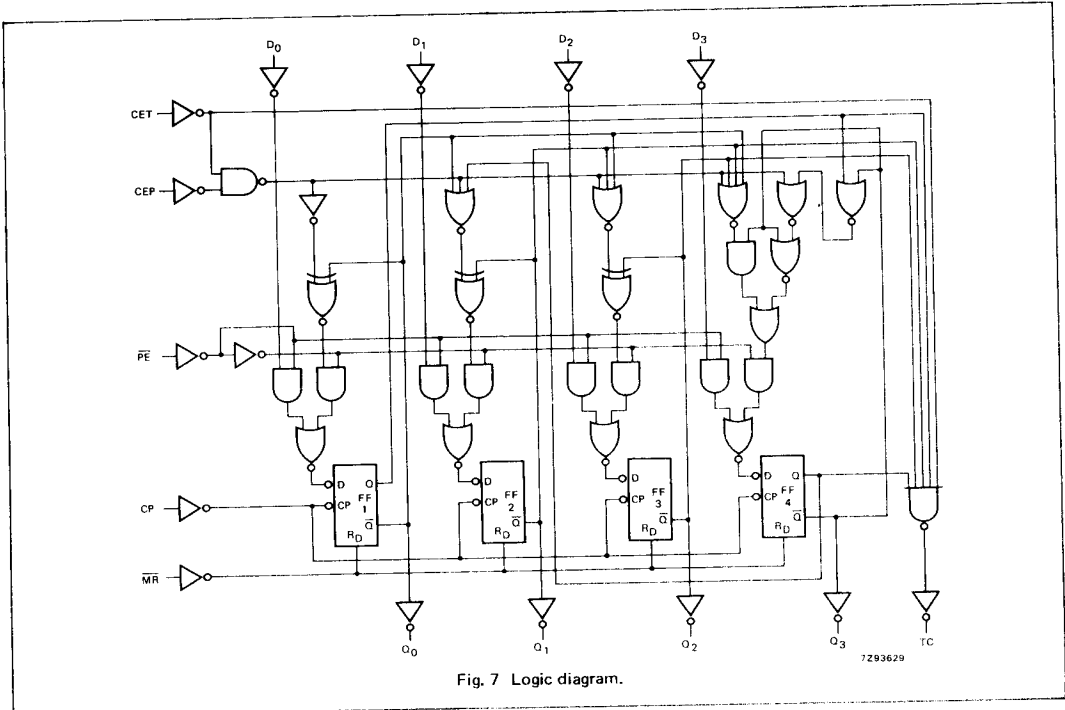 D0
D1
D2
D3
CET
CEP
PE
CP
MR
D
Q
FF
1
CP
Q
RD
D
FF
2
CP
Q
RD
D
FF
3
CP
Q
RD
D
Q
FF
4
CP
Q
RD
Q0
Q1
Q2
Q3
TC
7Z93629
Fig. 7 Logic diagram.